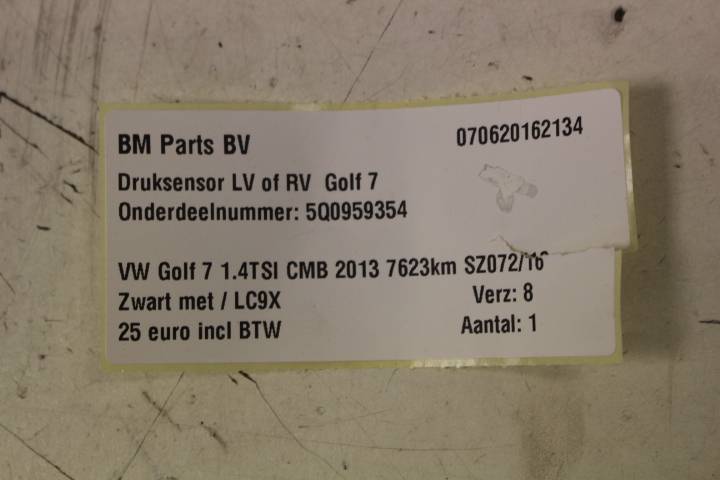 BM Parts BV 070620162134
Druksensor LV of RV Golf 7
Onderdeelnummer: 5Q0959354
VW Golf 7 1.4TSI CMB 2013 7623km SZ072/16
Zwart met / LC9X Verz: 8
25 euro incl BTW Aantal: 1